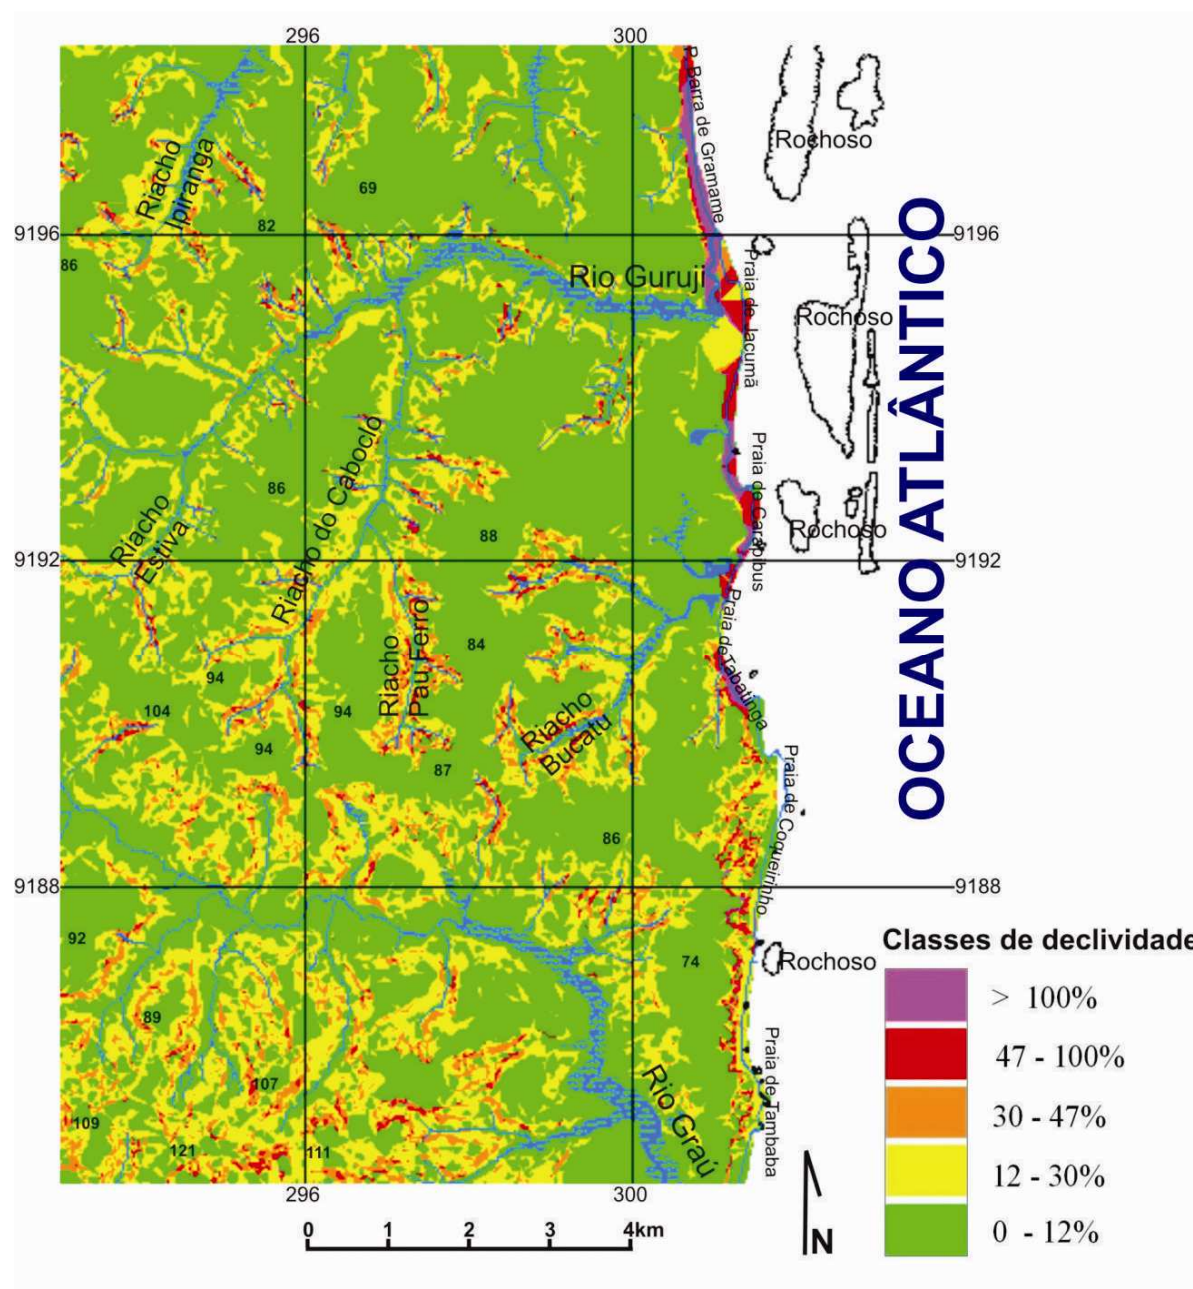 296
300
P. Barra de Gramame
Rochoso
Riacho
Ipiranga
69
82
9196
9196
86
Rio Guruji
Praia de Jacumã
Rochoso
OCEANO ATLÂNTICO
Riacho do Caboclo
Praia de Carapibus
86
Riacho
Estiva
88
Rochoso
9192
9192
Riacho
Pau Ferro
84
Praia de Tabatinga
94
104
94
Riacho
Bucatu
94
87
Praia de Coqueirinho
86
9188
9188
92
74
Rochoso
Classes de declividade
> 100%
89
47 - 100%
107
Rio Graú
Praia de Tambaba
30 - 47%
109
121
111
12 - 30%
296
300
0 - 12%
0 1 2 3 4km
N